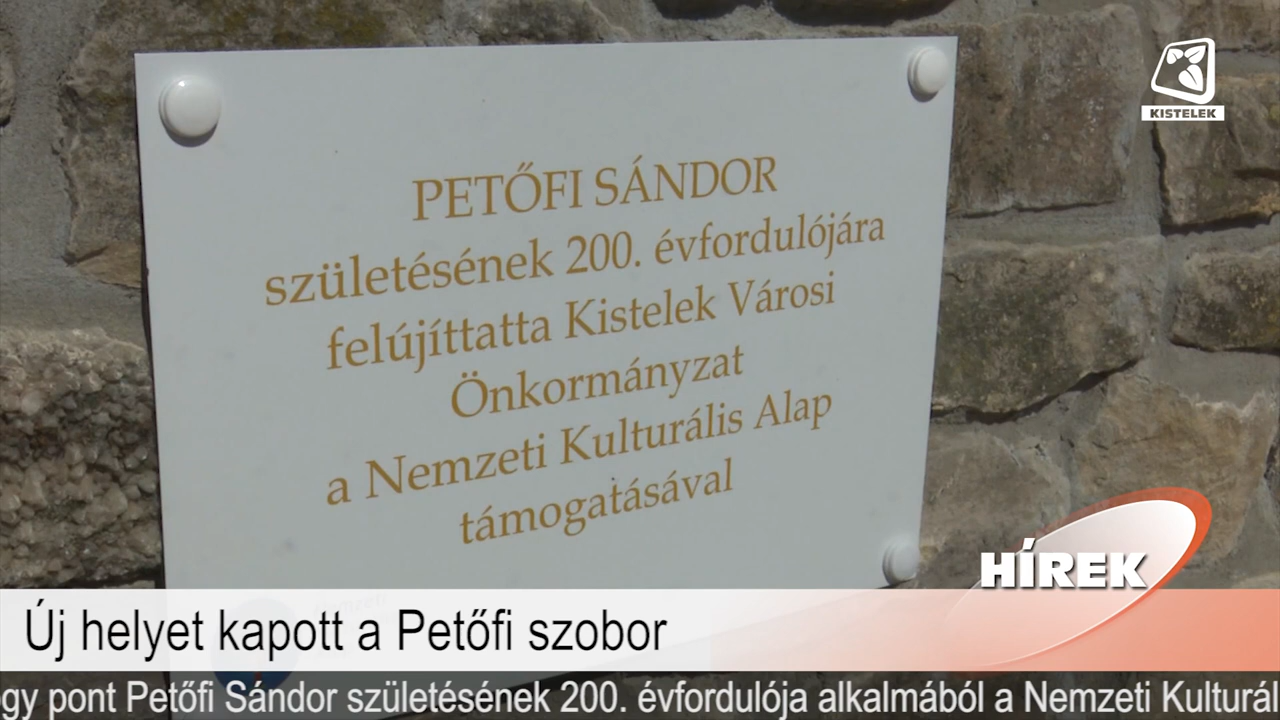 KISTELEK
PETŐFI SÁNDOR
születésének 200. évfordulójára
felújíttatta Kistelek Városi
Önkormányzat
a Nemzeti Kulturális Alap
támogatásával
HÍREK
Új helyet kapott a Petőfi szobor
pont Petőfi Sándor születésének 200. évfordulója alkalmából a Nemzeti